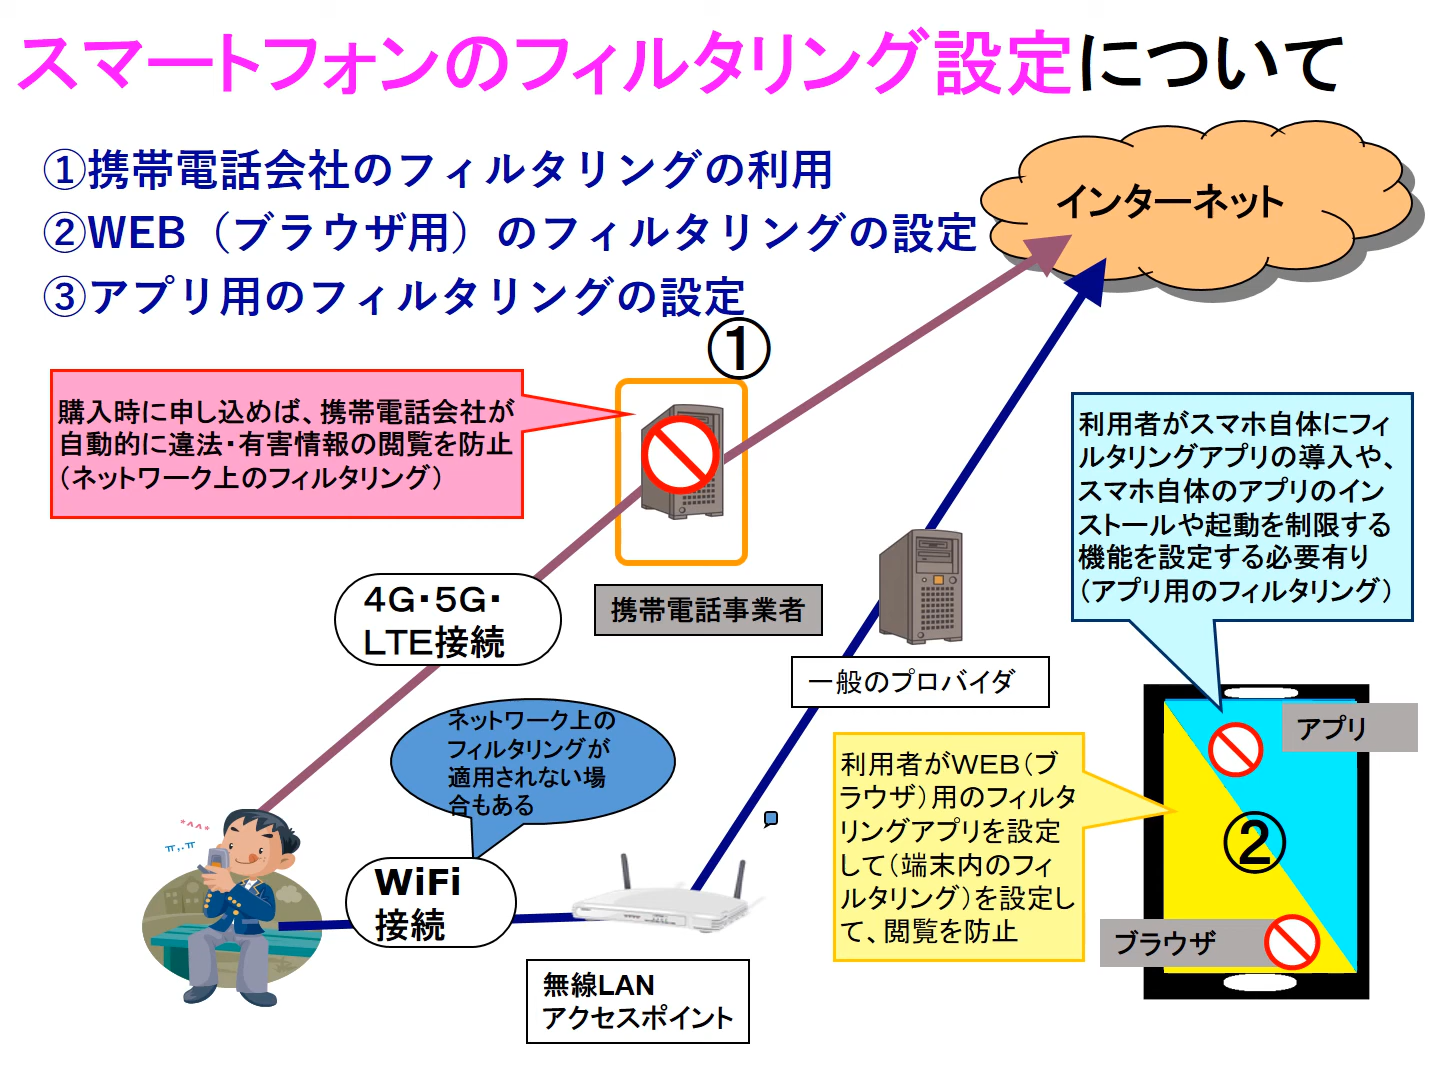 スマートフォンのフィルタリング設定について
①携帯電話会社のフィルタリングの利用
②WEB（ブラウザ用）のフィルタリングの設定
③アプリ用のフィルタリングの設定
インターネット
①
購入時に申し込めば、携帯電話会社が
自動的に違法・有害情報の閲覧を防止
（ネットワーク上のフィルタリング）
利用者がスマホ自体にフィ
ルタリングアプリの導入や、
スマホ自体のアプリのイン
ストールや起動を制限する
機能を設定する必要有り
（アプリ用のフィルタリング）
4G・5G・
LTE接続
携帯電話事業者
一般のプロバイダ
ネットワーク上の
フィルタリングが
適用されない場
合もある
アプリ
利用者がWEB（ブ
ラウザ）用のフィルタ
リングアプリを設定
して（端末内のフィ
ルタリング）を設定し
て、閲覧を防止
②
*^^*
π,.π
WiFi
接続
ブラウザ
無線LAN
アクセスポイント